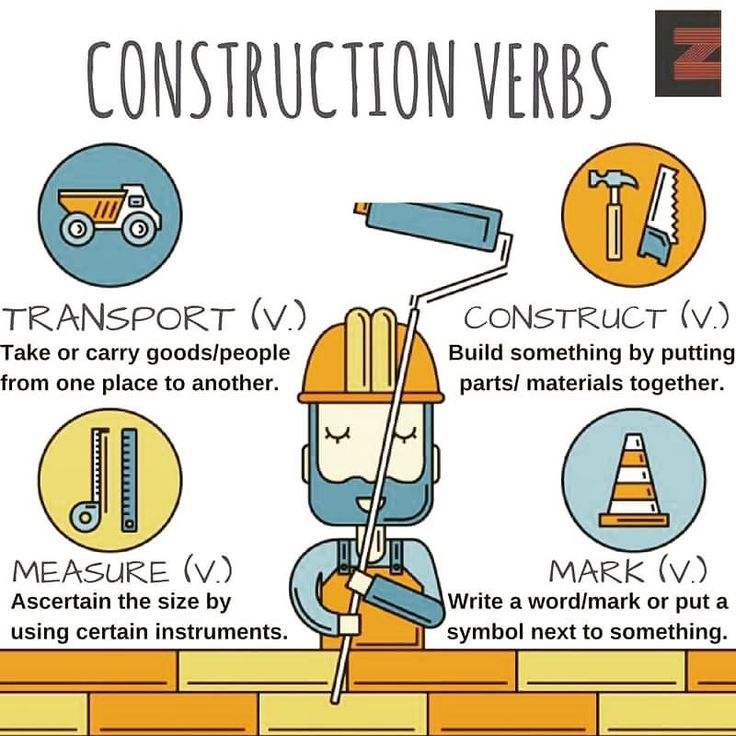 CONSTRUCTION VERBS
Z
TRANSPORT (V.)
Take or carry goods/people
from one place to another.
CONSTRUCT (V.)
Build something by putting
parts/ materials together.
MEASURE (V.)
Ascertain the size by
using certain instruments.
MARK (V.)
Write a word/mark or put a
symbol next to something.